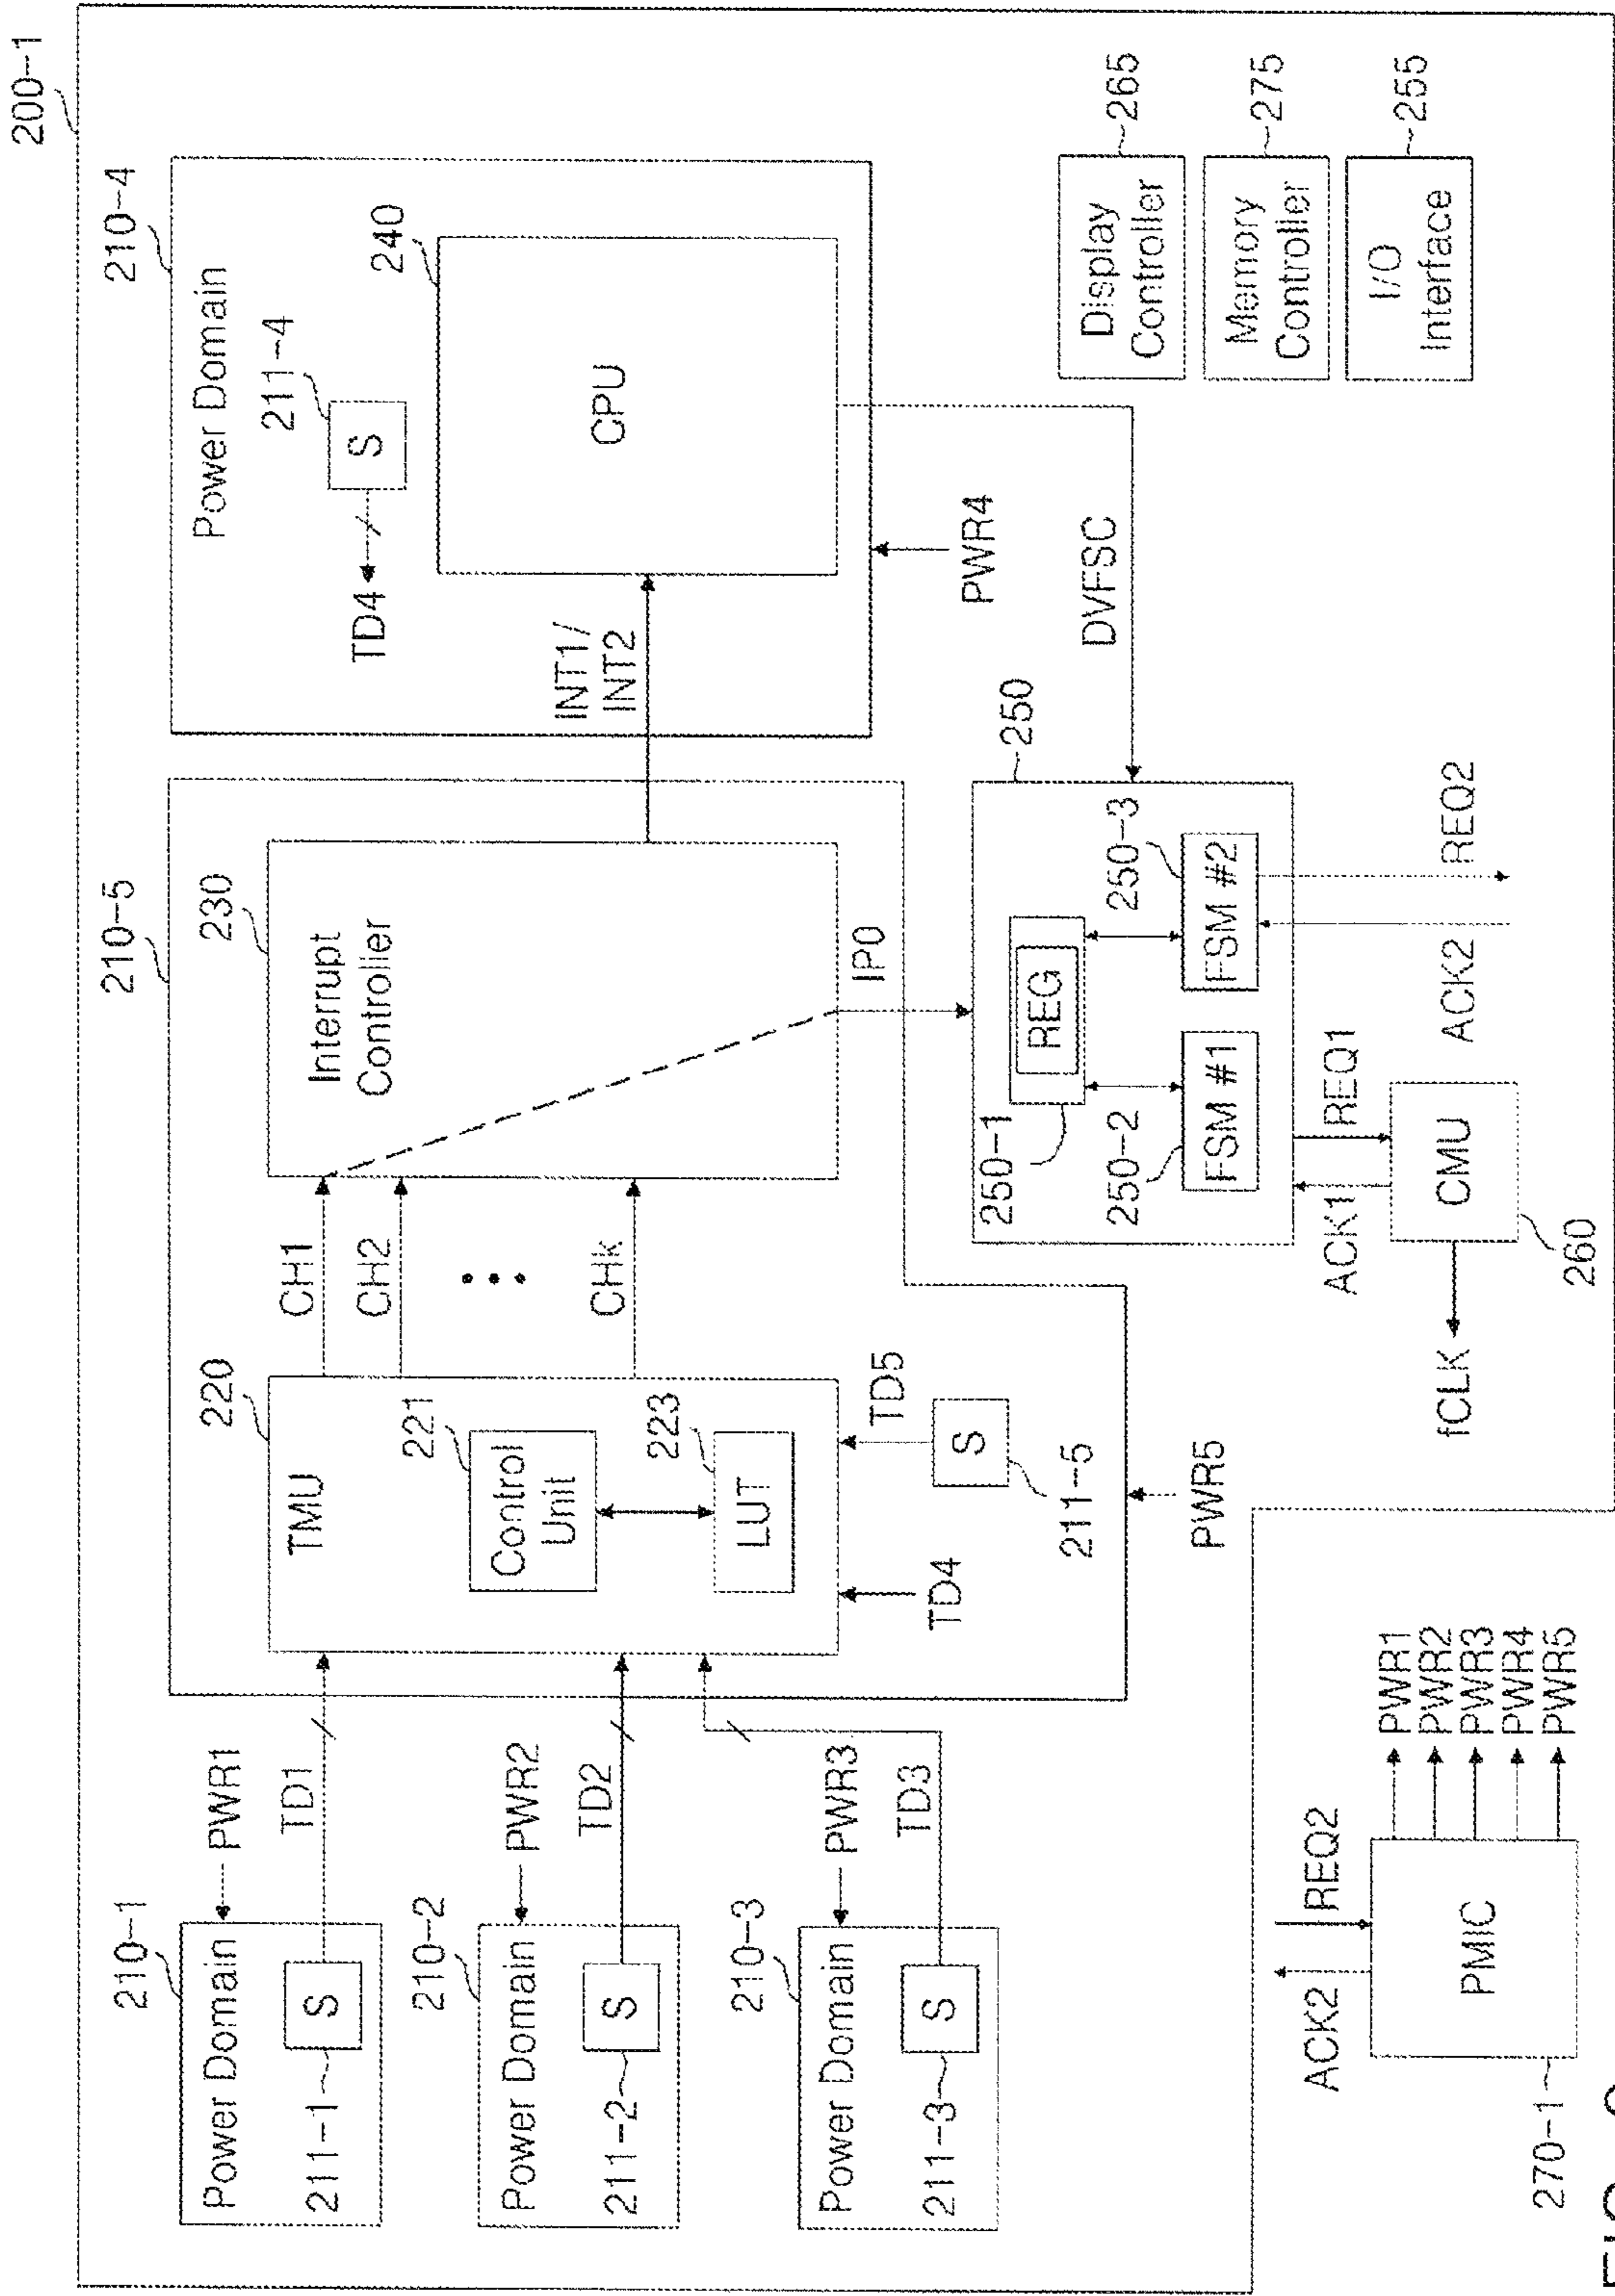 200-1
210-1
Power Domain
PWR1
S
211-1
TD1
210-2
Power Domain
PWR2
S
211-2
TD2
210-3
Power Domain
PWR3
S
211-3
TD3
210-5
220
TMU
221
Control
Unit
223
LUT
TD4
TD5
S
211-5
PWR5
CH1
CH2
CHk
230
Interrupt
Controller
IP0
INT1/
INT2
210-4
Power Domain
211-4
S
TD4
240
CPU
PWR4
DVFSC
250
250-1
REG
250-2
FSM #1
250-3
FSM #2
ACK1
REQ1
ACK2
REQ2
CMU
260
fCLK
Display
Controller
265
Memory
Controller
275
I/O
Interface
255
ACK2
REQ2
PMIC
270-1
PWR1
PWR2
PWR3
PWR4
PWR5
FIG.